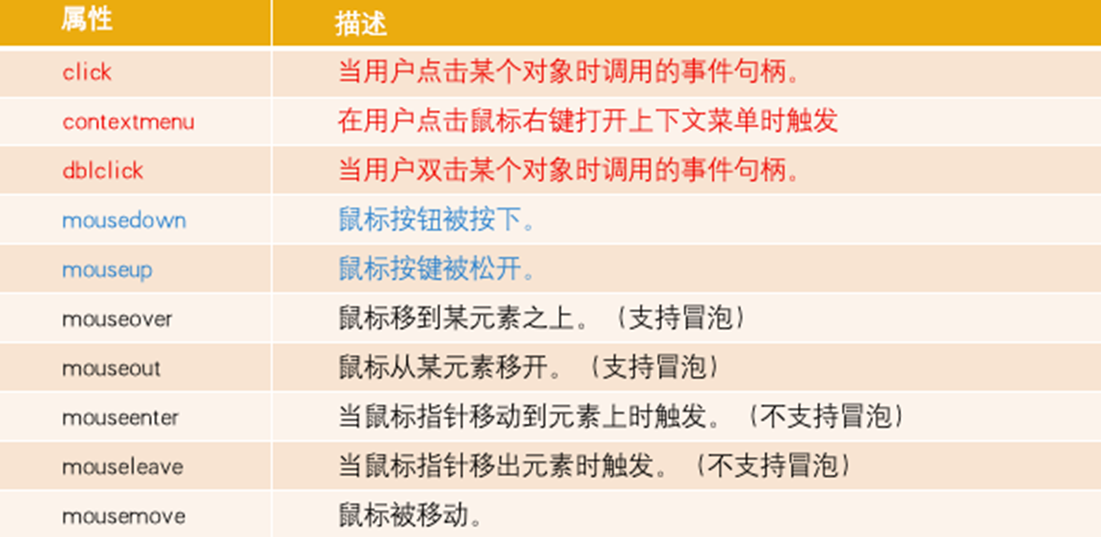 属性 描述
click 当用户点击某个对象时调用的事件句柄。
contextmenu 在用户点击鼠标右键打开上下文菜单时触发
dblclick 当用户双击某个对象时调用的事件句柄。
mousedown 鼠标按钮被按下。
mouseup 鼠标按键被松开。
mouseover 鼠标移到某元素之上。（支持冒泡）
mouseout 鼠标从某元素移开。（支持冒泡）
mouseenter 当鼠标指针移动到元素上时触发。（不支持冒泡）
mouseleave 当鼠标指针移出元素时触发。（不支持冒泡）
mousemove 鼠标被移动。